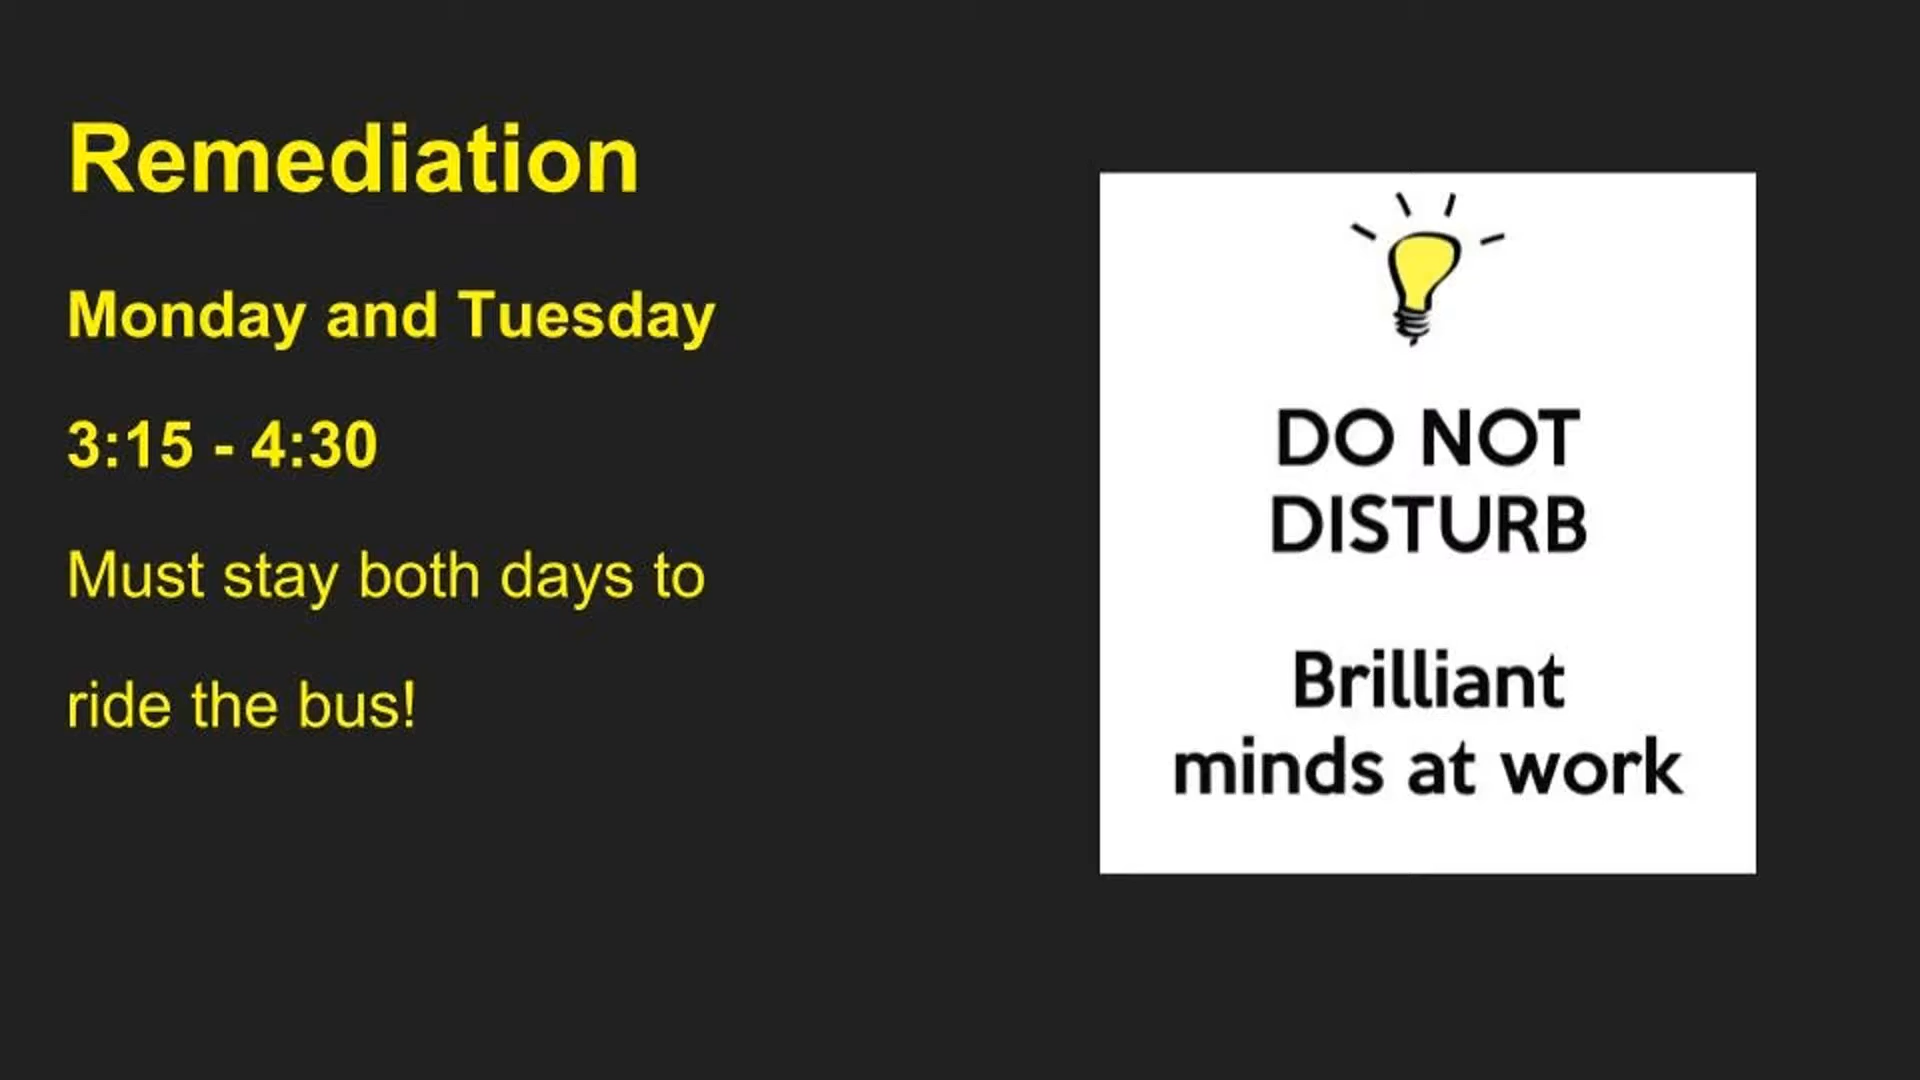 Remediation
Monday and Tuesday
3:15 - 4:30
Must stay both days to
ride the bus!
DO NOT
DISTURB
Brilliant
minds at work